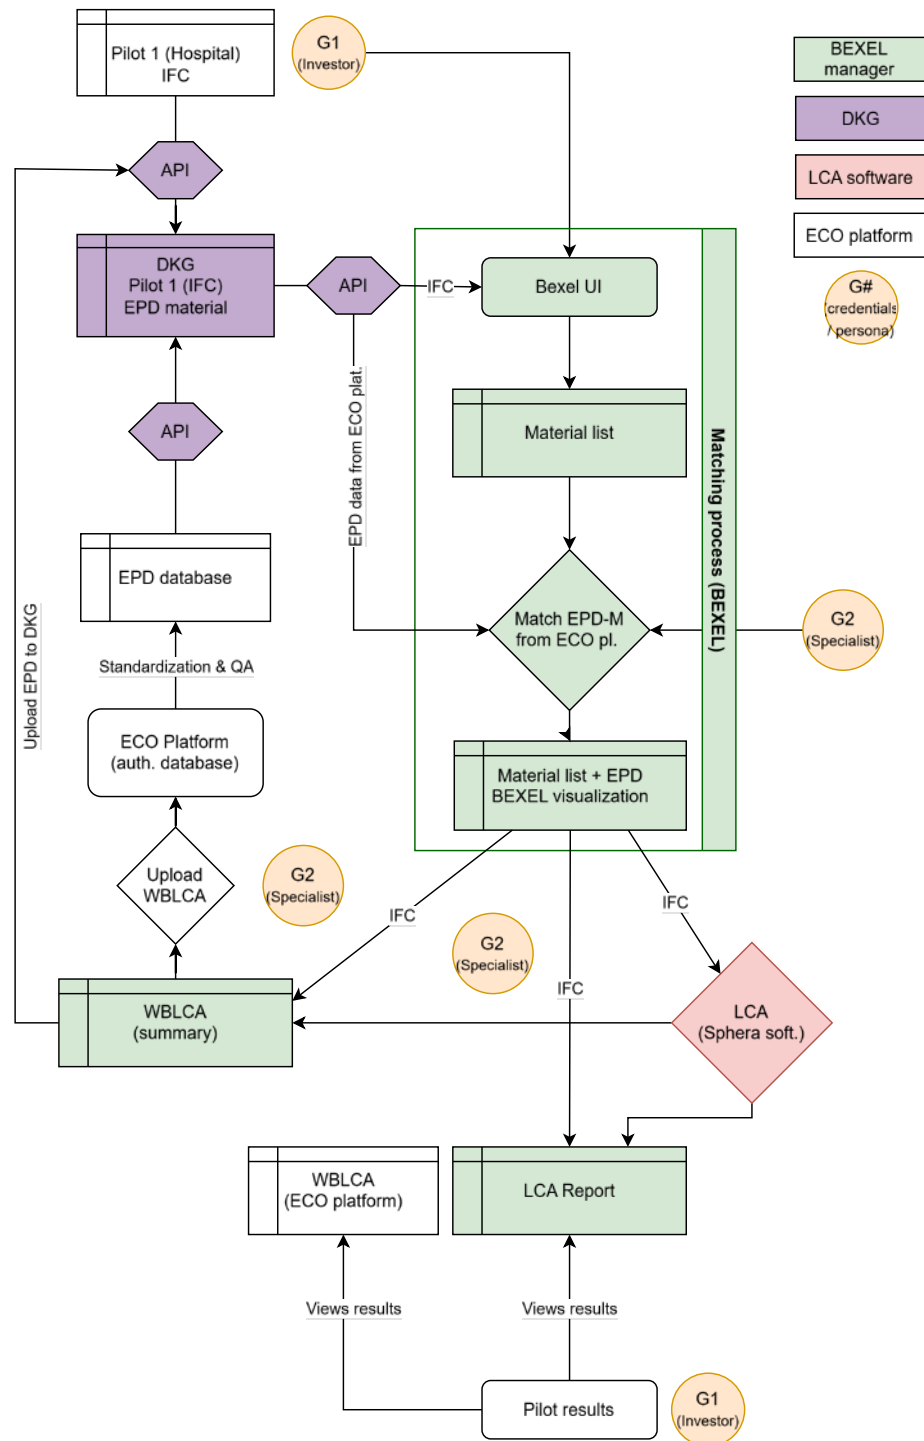 Pilot 1 (Hospital)
IFC
G1
(Investor)
BEXEL
manager
DKG
LCA software
ECO platform
G#
(credentials
/ persona)
API
DKG
Pilot 1 (IFC)
EPD material
API
IFC
Bexel UI
EPD data from ECO plat.
Material list
Matching process (BEXEL)
API
EPD database
Match EPD-M
from ECO pl.
G2
(Specialist)
Standardization & QA
Upload EPD to DKG
ECO Platform
(auth. database)
Material list + EPD
BEXEL visualization
Upload
WBLCA
G2
(Specialist)
IFC
IFC
G2
(Specialist)
IFC
WBLCA
(summary)
LCA
(Sphera soft.)
WBLCA
(ECO platform)
LCA Report
Views results
Views results
Pilot results
G1
(Investor)